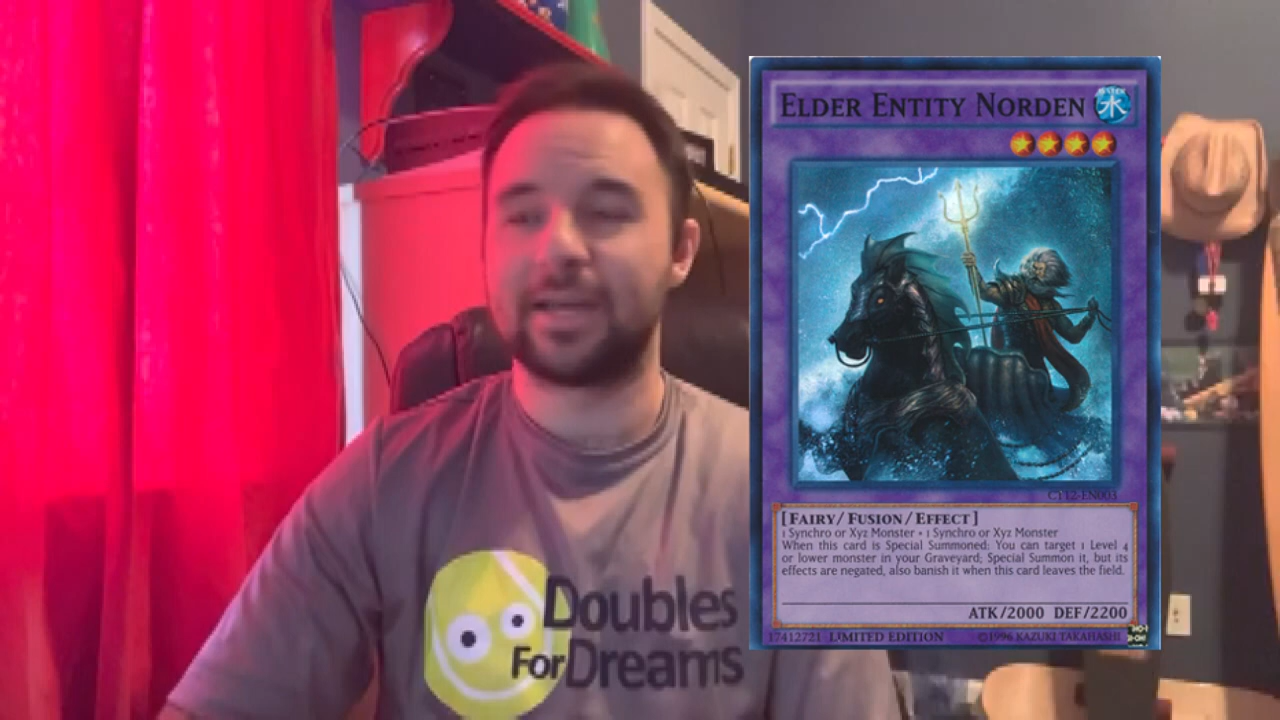 ELDER ENTITY NORDEN
水
CT12-EN003
[FAIRY/FUSION/EFFECT]
1 Synchro or Xyz Monster + 1 Synchro or Xyz Monster
When this card is Special Summoned: You can target 1 Level 4
or lower monster in your Graveyard; Special Summon it, but its
effects are negated, also banish it when this card leaves the field.
ATK/2000 DEF/2200
17412721 LIMITED EDITION ©1996 KAZUKI TAKAHASHI
Doubles
For Dreams